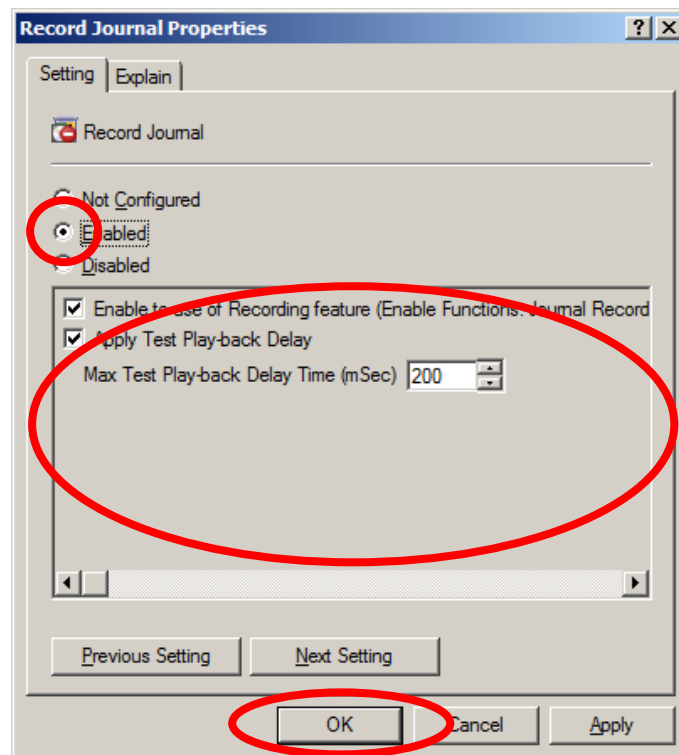 Record Journal Properties
Setting Explain
Record Journal
Not Configured
Enabled
Disabled
Enable to use of Recording feature (Enable Functions: Journal Record
Apply Test Play-back Delay
Max Test Play-back Delay Time (mSec) 200
Previous Setting Next Setting
OK Cancel Apply